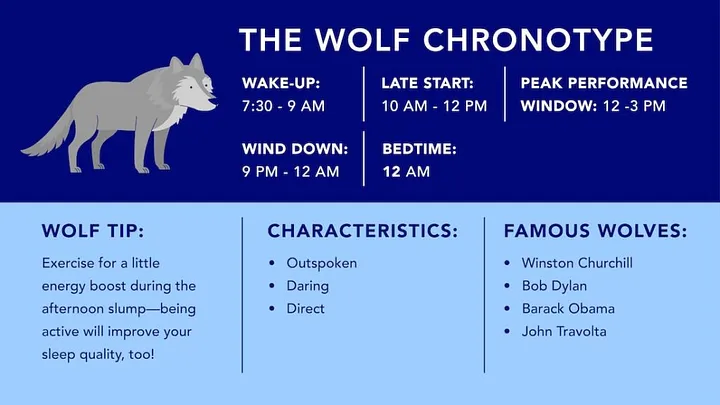 THE WOLF CHRONOTYPE
WAKE-UP:
7:30 - 9 AM
LATE START:
10 AM - 12 PM
PEAK PERFORMANCE
WINDOW: 12 -3 PM
WIND DOWN:
9 PM - 12 AM
BEDTIME:
12 AM
WOLF TIP:
Exercise for a little
energy boost during the
afternoon slump—being
active will improve your
sleep quality, too!
CHARACTERISTICS:
• Outspoken
• Daring
• Direct
FAMOUS WOLVES:
• Winston Churchill
• Bob Dylan
• Barack Obama
• John Travolta